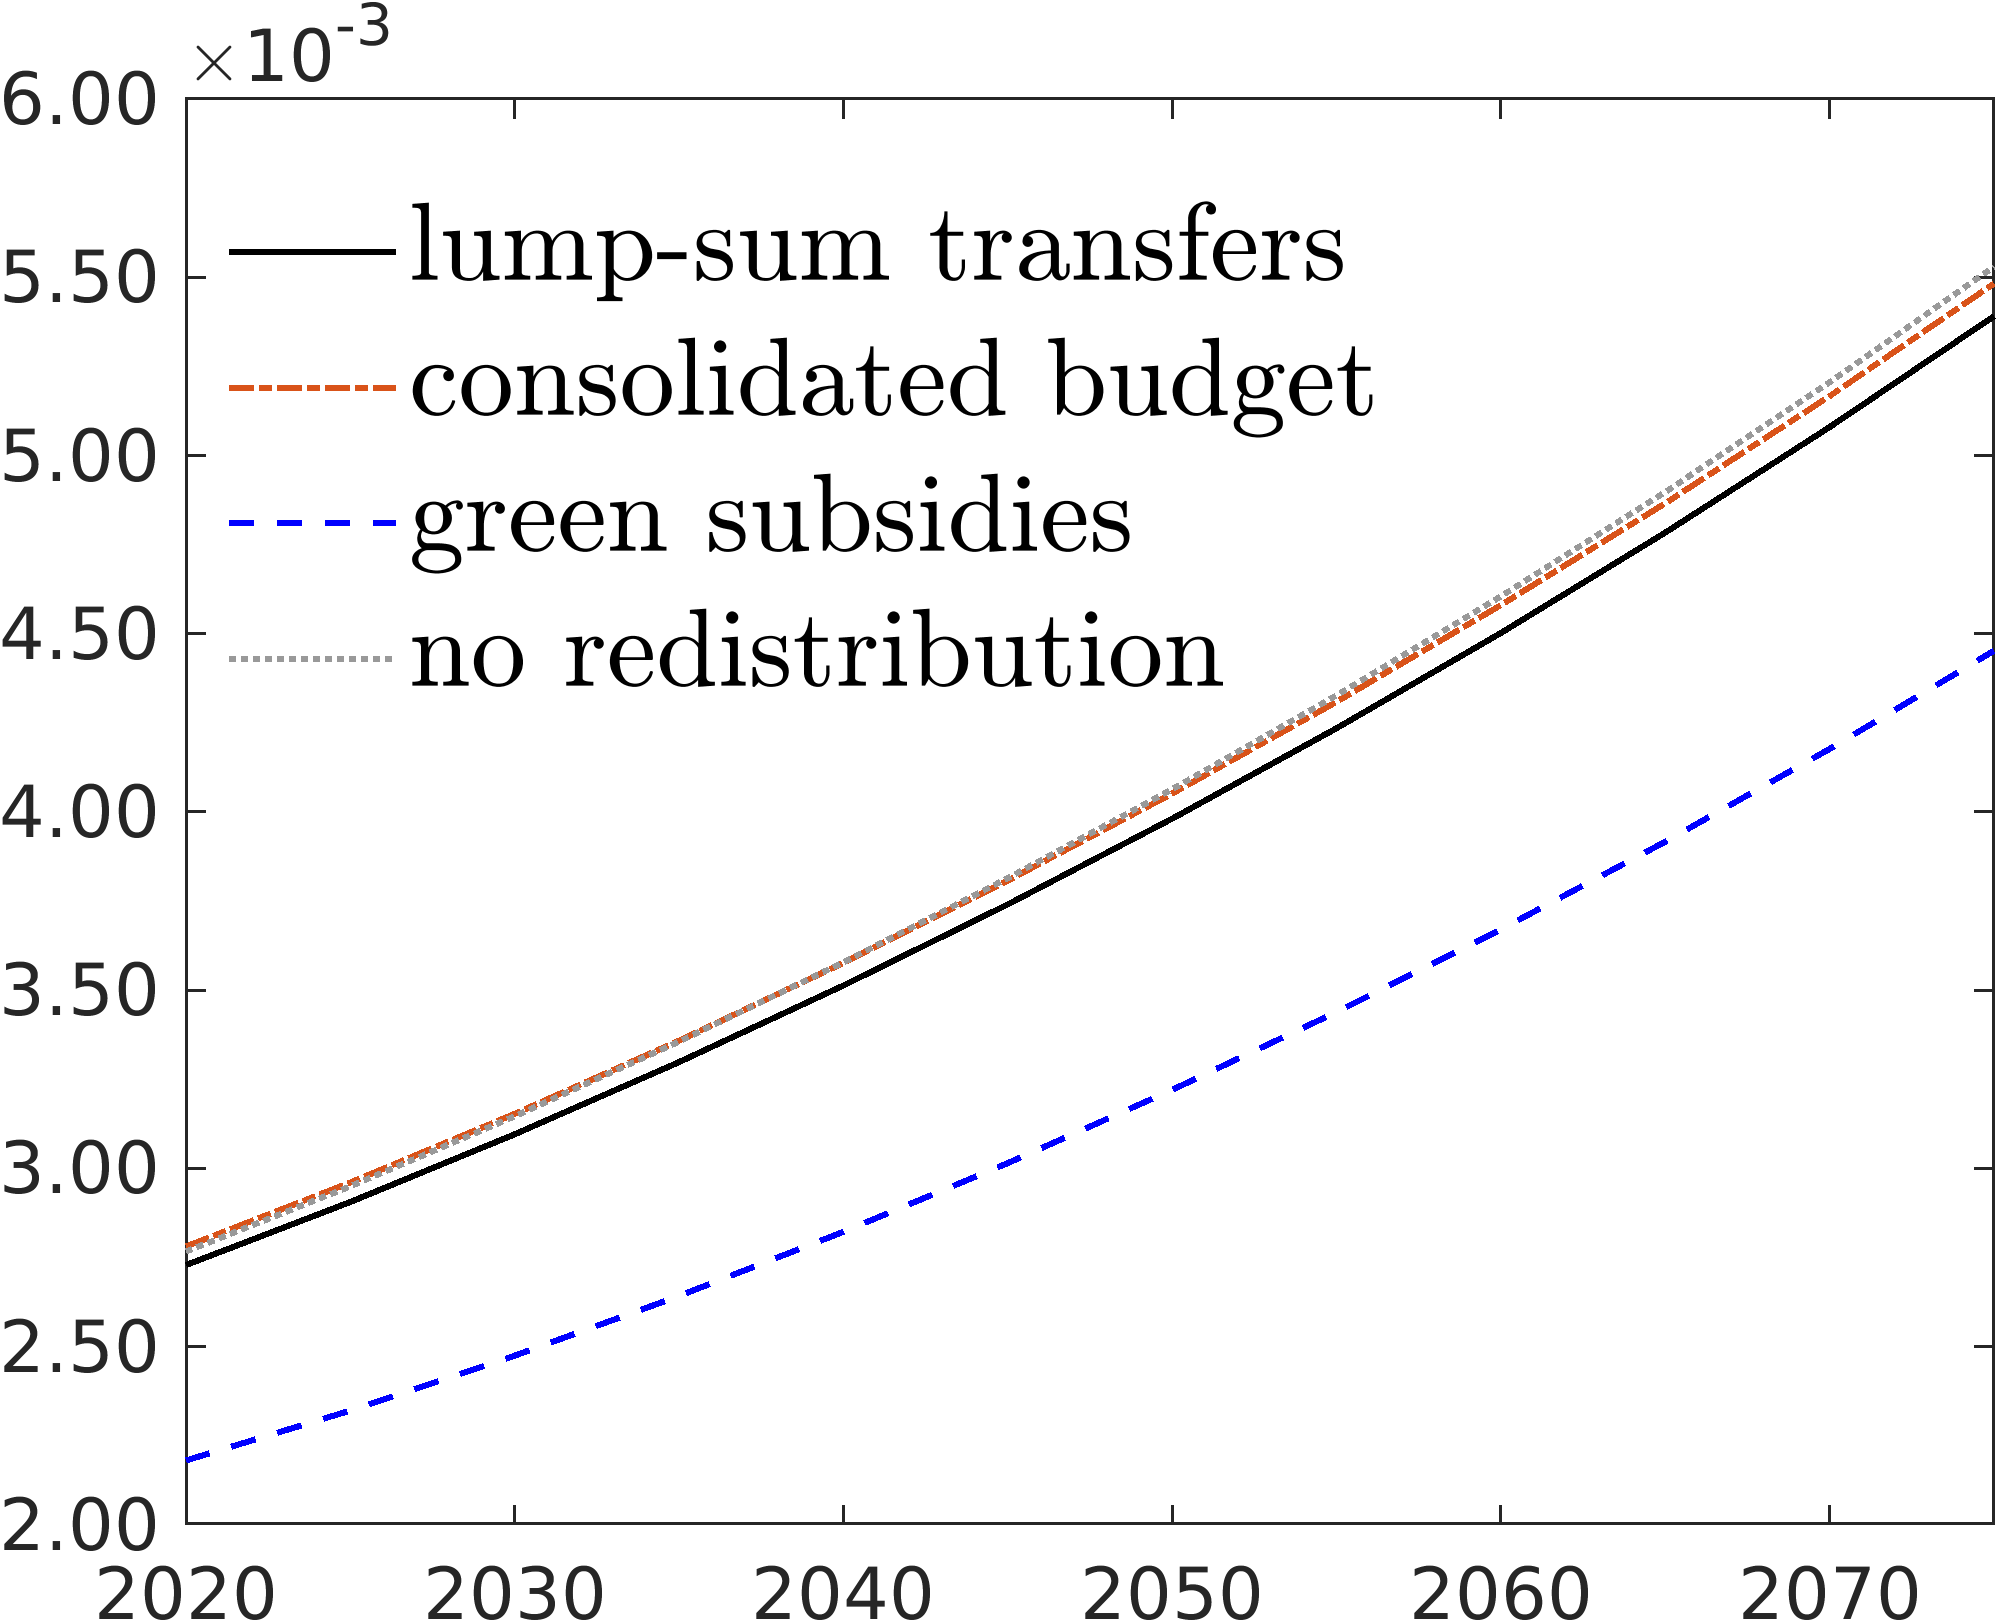 ×10-3
6.00
5.50
5.00
4.50
4.00
3.50
3.00
2.50
2.00
lump-sum transfers
consolidated budget
green subsidies
no redistribution
2020 2030 2040 2050 2060 2070